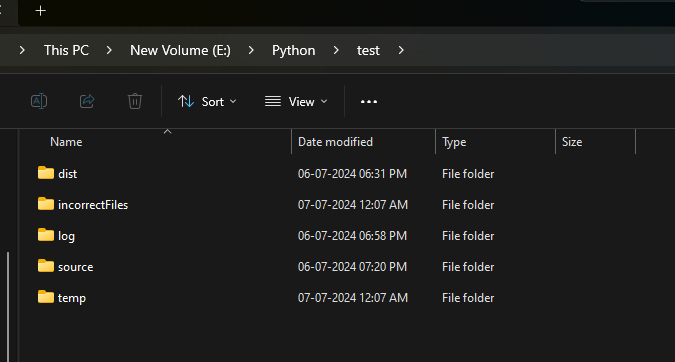 This PC > New Volume (E:) > Python > test >
Sort View ...
Name Date modified Type Size
dist 06-07-2024 06:31 PM File folder
incorrectFiles 07-07-2024 12:07 AM File folder
log 06-07-2024 06:58 PM File folder
source 06-07-2024 07:20 PM File folder
temp 07-07-2024 12:07 AM File folder